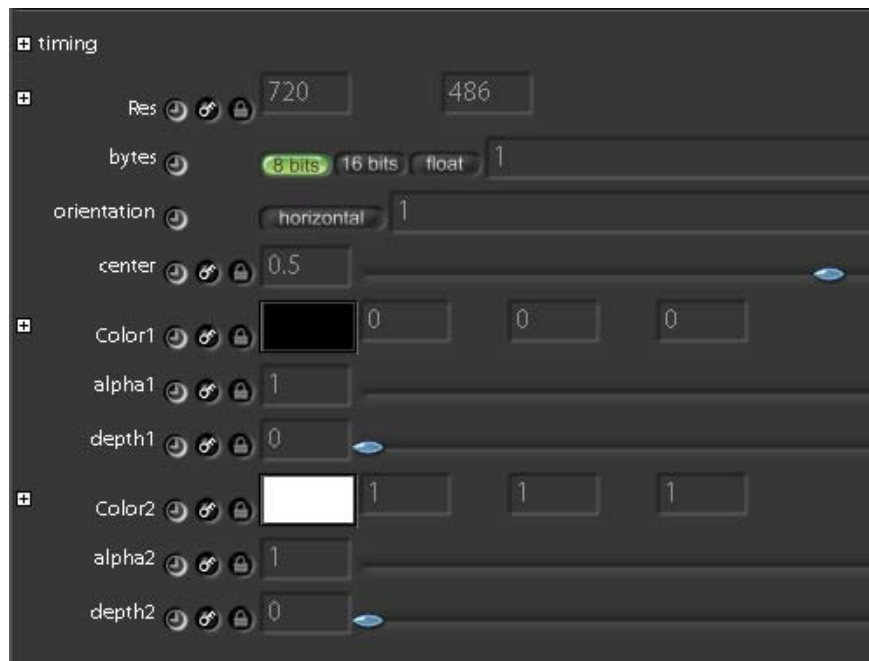 timing
Res 720 486
bytes 8 bits 16 bits float 1
orientation horizontal 1
center 0.5
Color1 0 0 0
alpha1 1
depth1 0
Color2 1 1 1
alpha2 1
depth2 0